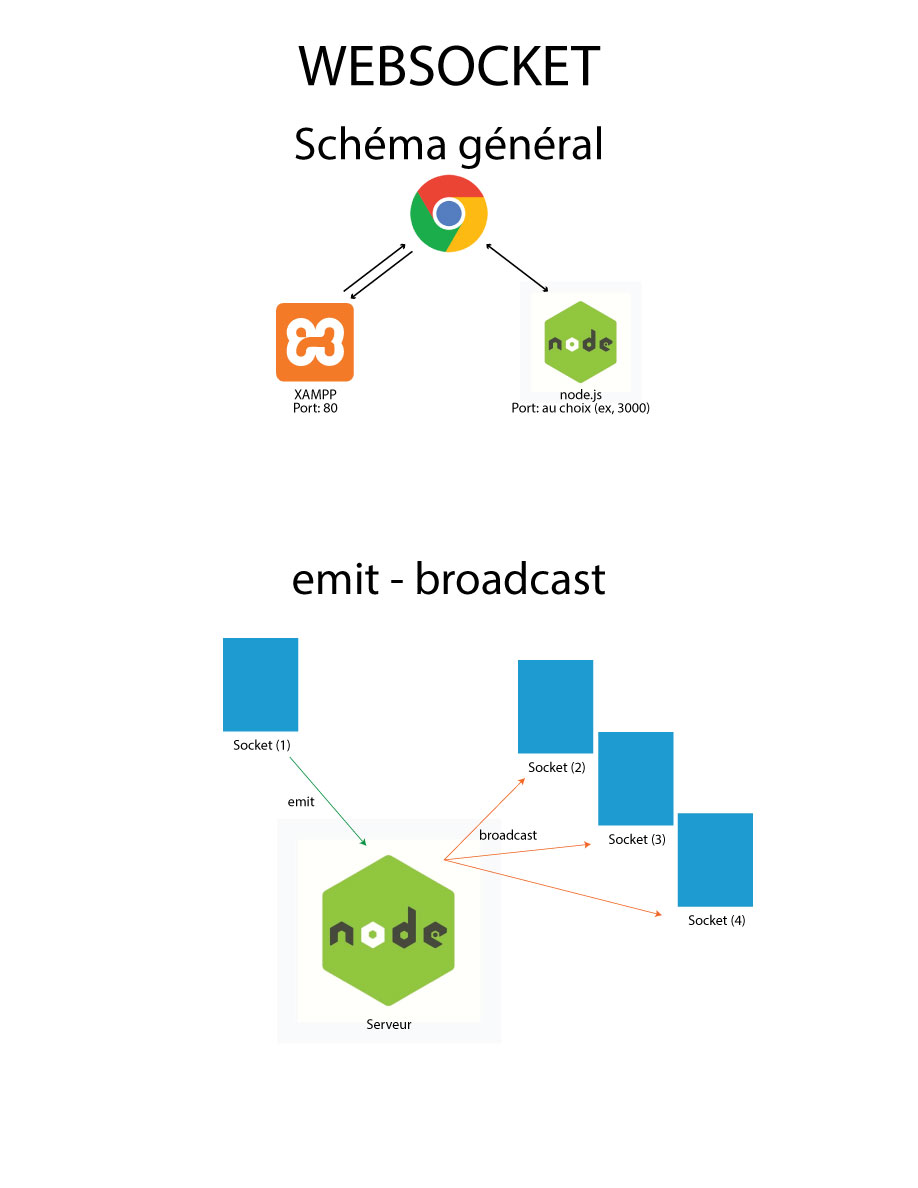 WEBSOCKET
Schéma général
node
XAMPP
Port: 80
node.js
Port: au choix (ex, 3000)
emit - broadcast
Socket (1)
Socket (2)
emit
broadcast
Socket (3)
Socket (4)
node
Serveur